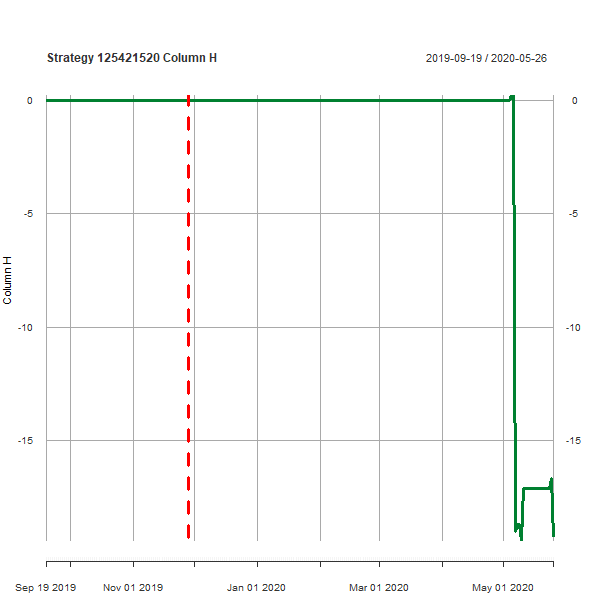 Strategy 125421520 Column H
2019-09-19 / 2020-05-26
0 0
-5 -5
-10 -10
-15 -15
Column H
Sep 19 2019 Nov 01 2019 Jan 01 2020 Mar 01 2020 May 01 2020